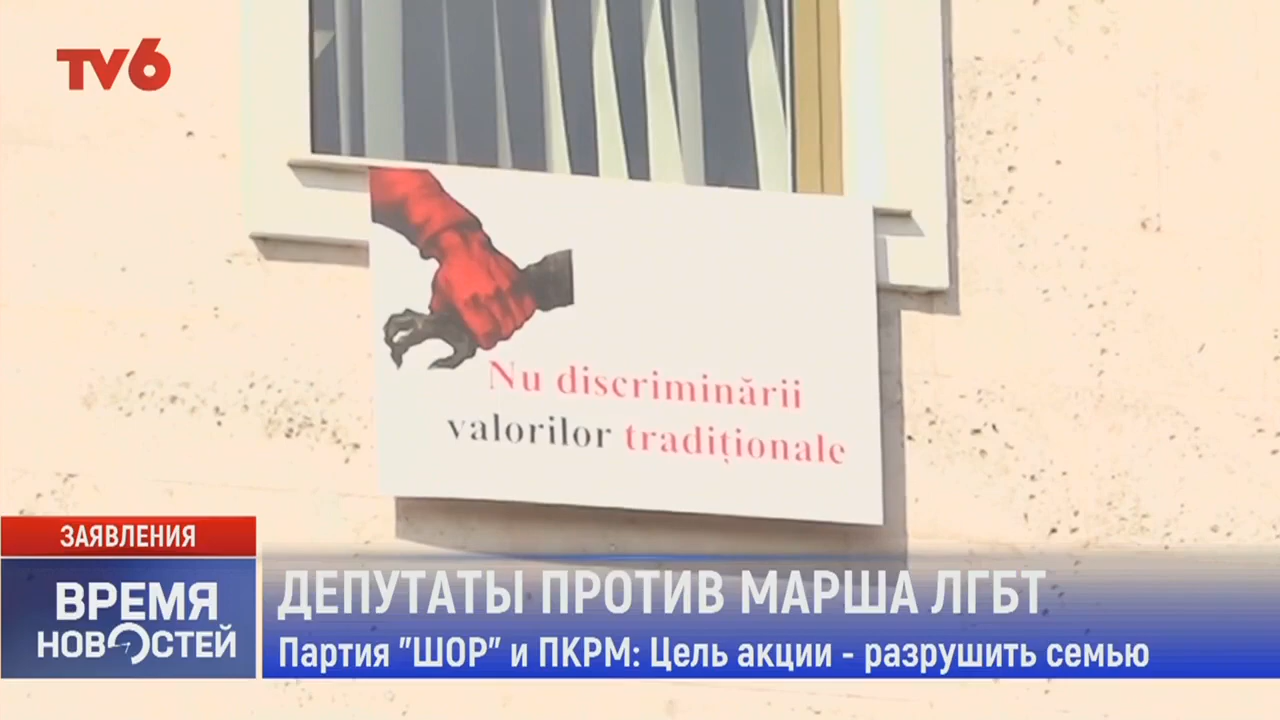 TV6
Nu discriminării
valorilor tradiționale
ЗАЯВЛЕНИЯ
ВРЕМЯ
НОВОСТЕЙ
ДЕПУТАТЫ ПРОТИВ МАРША ЛГБТ
Партия "ШОР" и ПКРМ: Цель акции - разрушить семью